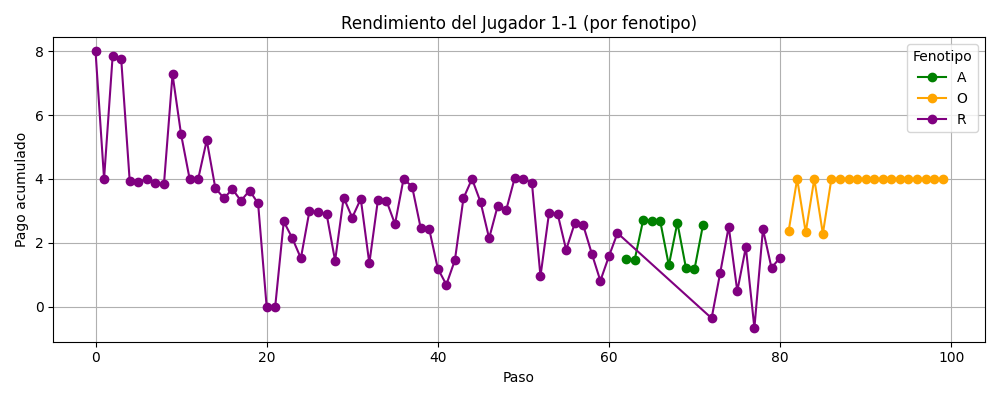 Rendimiento del Jugador 1-1 (por fenotipo)
Pago acumulado
8
6
4
2
0
0
20
40
60
80
100
Paso
Fenotipo
A
O
R